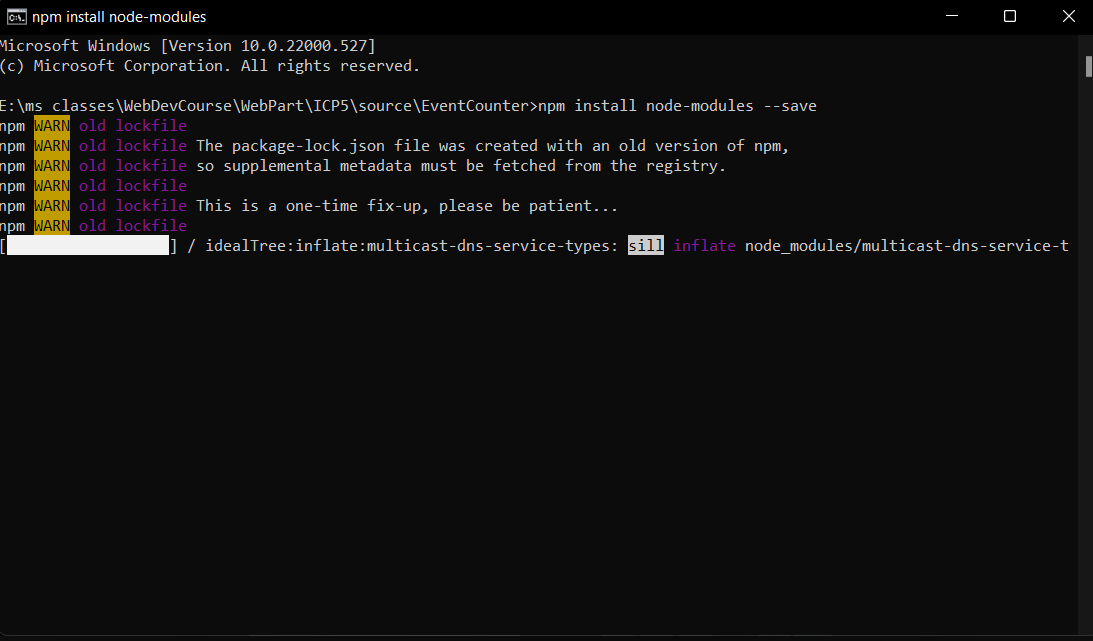 npm install node-modules
Microsoft Windows [Version 10.0.22000.527]
(c) Microsoft Corporation. All rights reserved.
E:\ms classes\WebDevCourse\WebPart\ICP5\source\EventCounter>npm install node-modules --save
npm WARN old lockfile
npm WARN old lockfile The package-lock.json file was created with an old version of npm,
npm WARN old lockfile so supplemental metadata must be fetched from the registry.
npm WARN old lockfile
npm WARN old lockfile This is a one-time fix-up, please be patient...
npm WARN old lockfile
[                  ] / idealTree:inflate:multicast-dns-service-types: sill inflate node_modules/multicast-dns-service-t